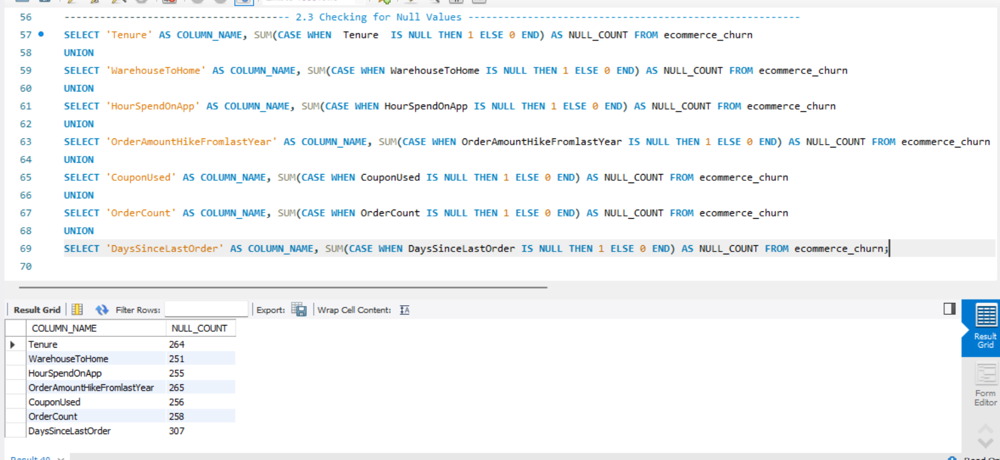 56 -------------------------------------- 2.3 Checking for Null Values --------------------------------------------------------
57 SELECT 'Tenure' AS COLUMN_NAME, SUM(CASE WHEN  Tenure  IS NULL THEN 1 ELSE 0 END) AS NULL_COUNT FROM ecommerce_churn
58 UNION
59 SELECT 'WarehouseToHome' AS COLUMN_NAME, SUM(CASE WHEN WarehouseToHome IS NULL THEN 1 ELSE 0 END) AS NULL_COUNT FROM ecommerce_churn
60 UNION
61 SELECT 'HourSpendOnApp' AS COLUMN_NAME, SUM(CASE WHEN HourSpendOnApp IS NULL THEN 1 ELSE 0 END) AS NULL_COUNT FROM ecommerce_churn
62 UNION
63 SELECT 'OrderAmountHikeFromlastYear' AS COLUMN_NAME, SUM(CASE WHEN OrderAmountHikeFromlastYear IS NULL THEN 1 ELSE 0 END) AS NULL_COUNT FROM ecommerce_churn
64 UNION
65 SELECT 'CouponUsed' AS COLUMN_NAME, SUM(CASE WHEN CouponUsed IS NULL THEN 1 ELSE 0 END) AS NULL_COUNT FROM ecommerce_churn
66 UNION
67 SELECT 'OrderCount' AS COLUMN_NAME, SUM(CASE WHEN OrderCount IS NULL THEN 1 ELSE 0 END) AS NULL_COUNT FROM ecommerce_churn
68 UNION
69 SELECT 'DaysSinceLastOrder' AS COLUMN_NAME, SUM(CASE WHEN DaysSinceLastOrder IS NULL THEN 1 ELSE 0 END) AS NULL_COUNT FROM ecommerce_churn;
70
Result Grid Filter Rows: Export: Wrap Cell Content:
COLUMN_NAME NULL_COUNT
Tenure 264
WarehouseToHome 251
HourSpendOnApp 255
OrderAmountHikeFromlastYear 265
CouponUsed 256
OrderCount 258
DaysSinceLastOrder 307
Result
Grid
Form
Editor